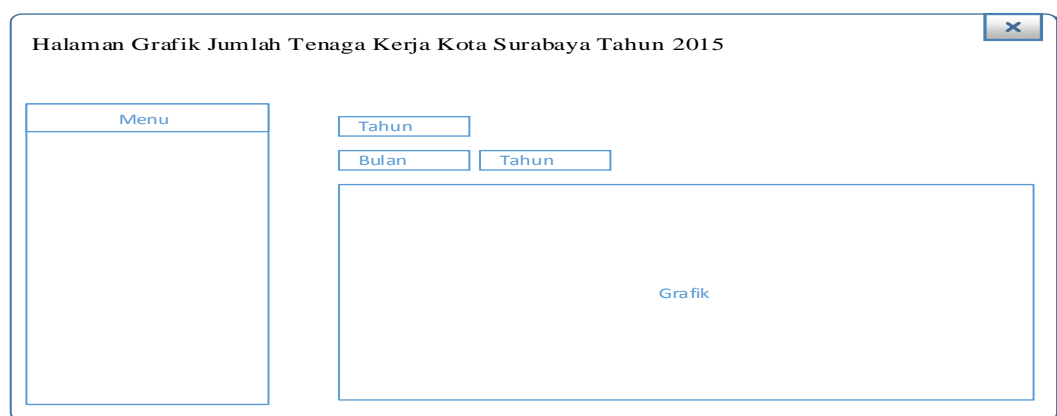 Halaman Grafik Jumlah Tenaga Kerja Kota Surabaya Tahun 2015
Menu
Tahun
Bulan Tahun
Grafik